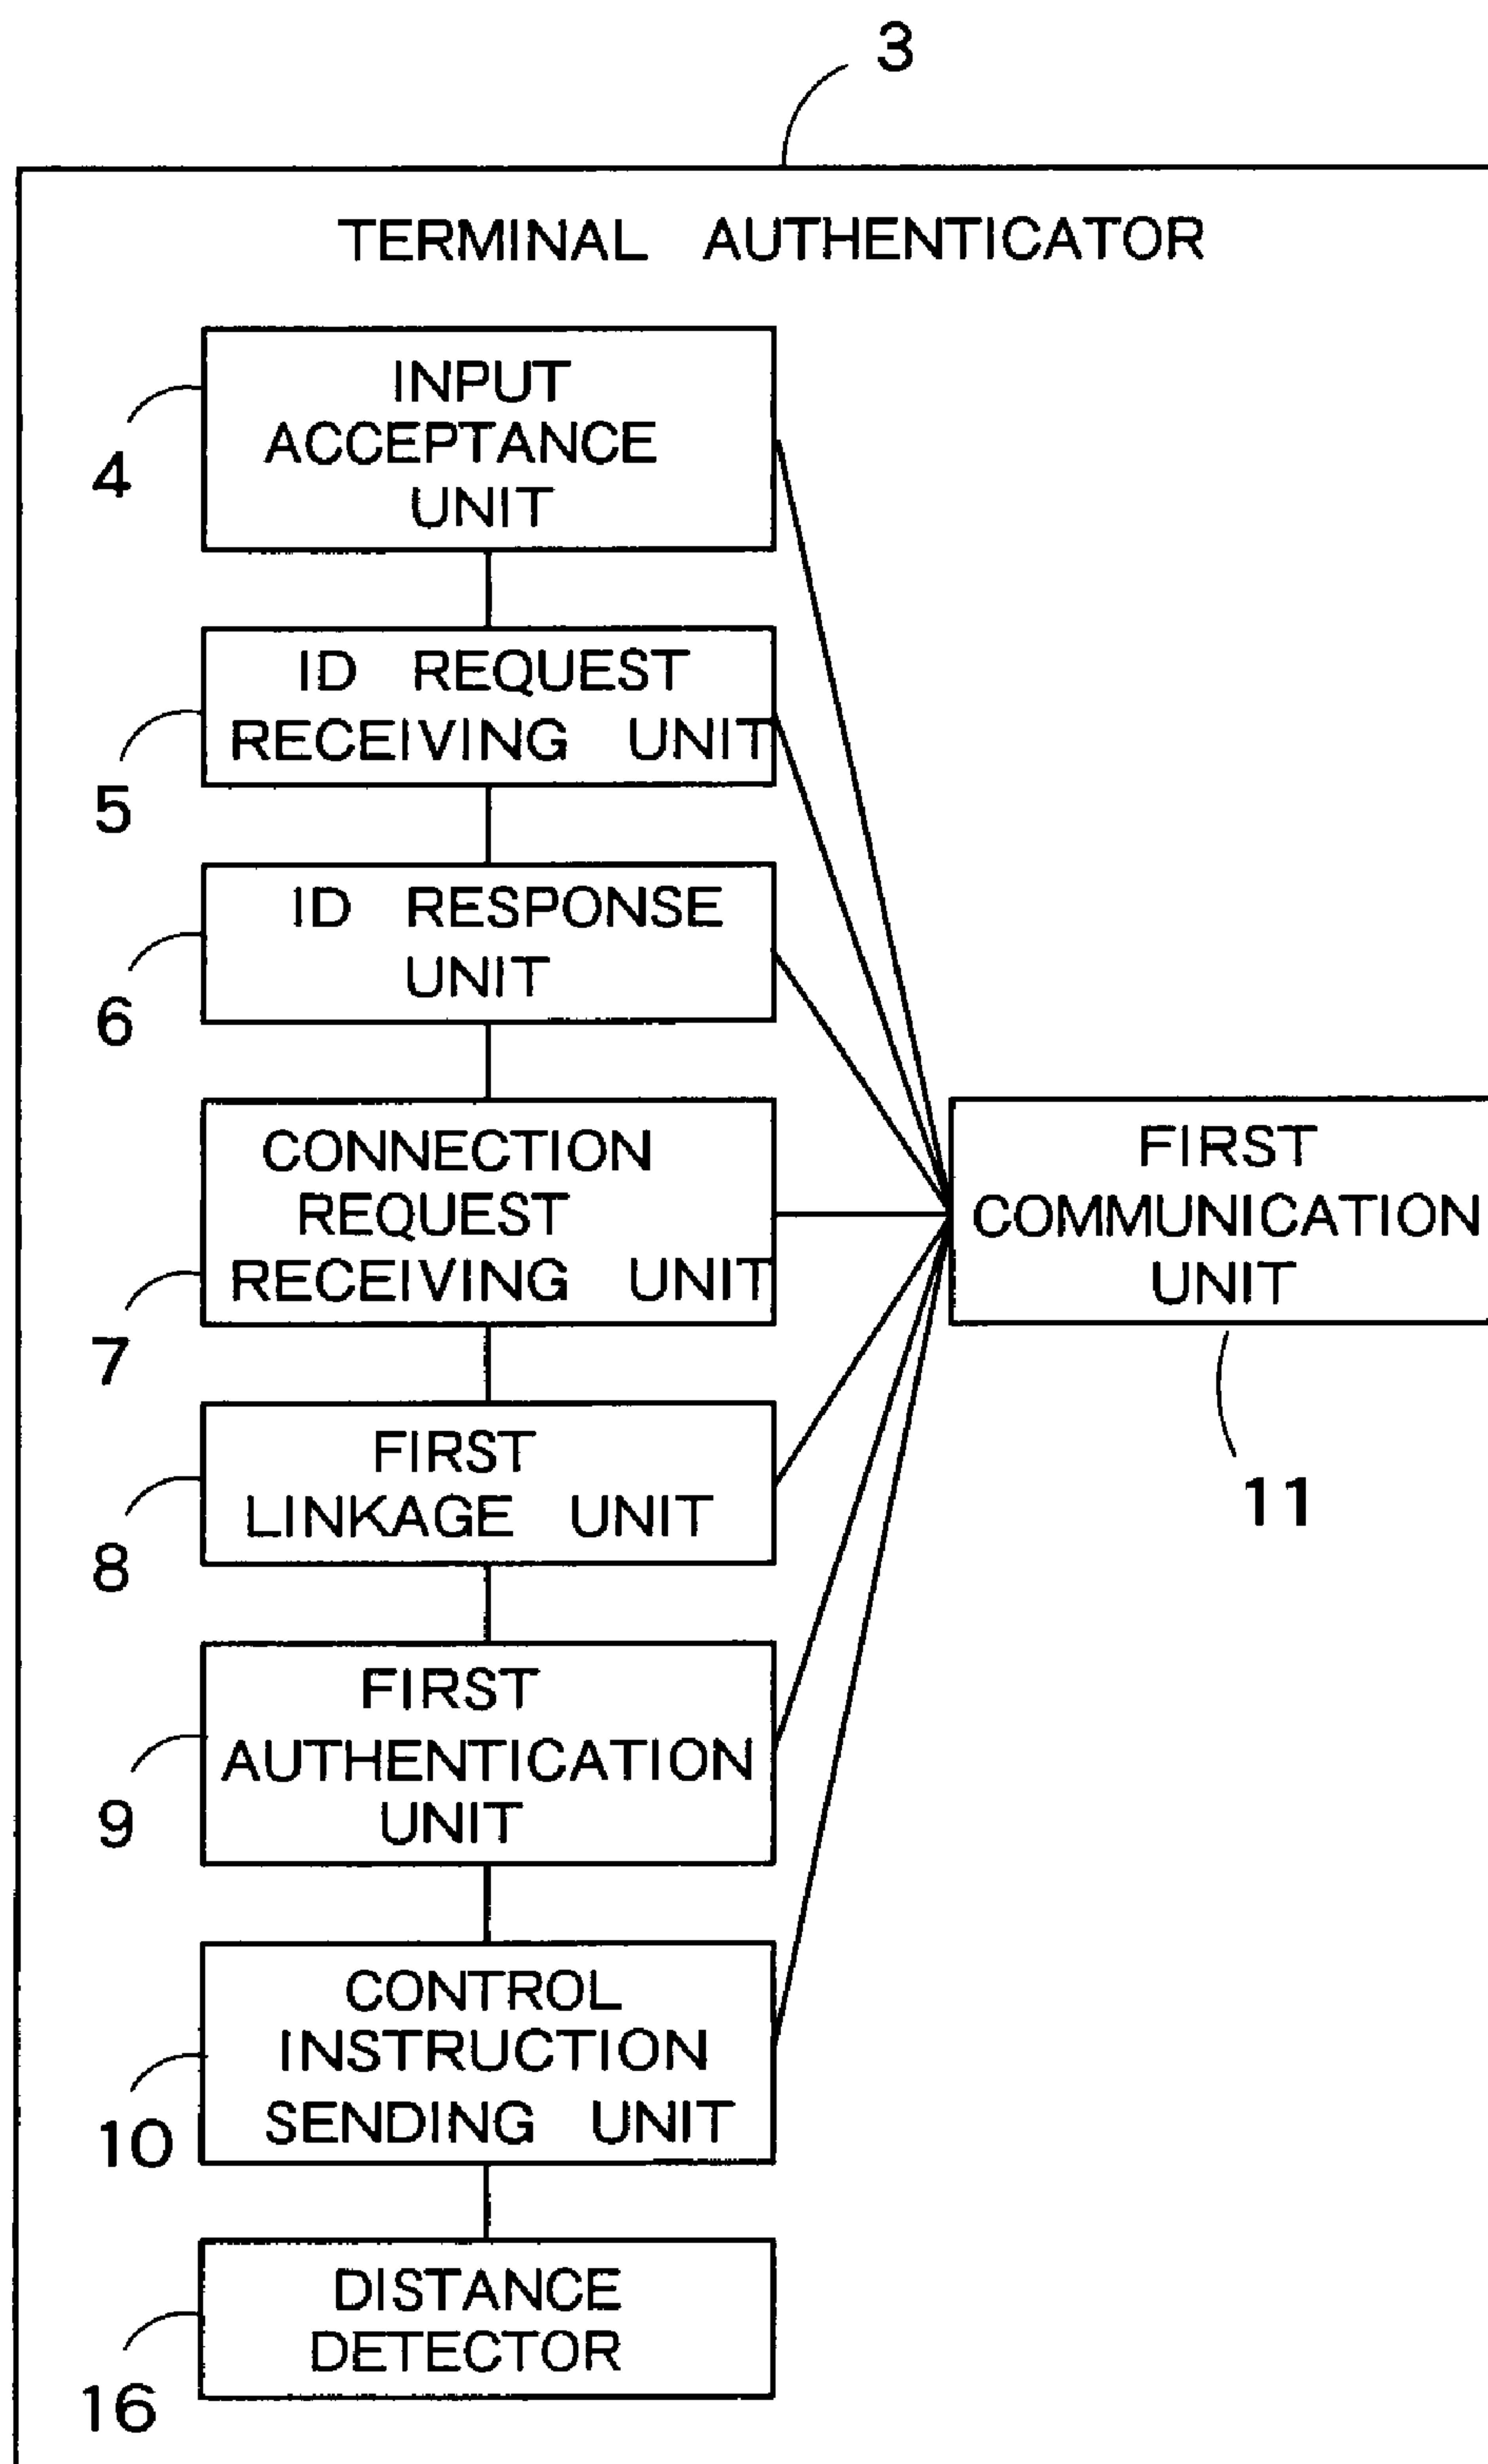 3
TERMINAL AUTHENTICATOR
INPUT
ACCEPTANCE
UNIT
4
ID REQUEST
RECEIVING UNIT
5
ID RESPONSE
UNIT
6
CONNECTION
REQUEST
RECEIVING UNIT
7
FIRST
COMMUNICATION
UNIT
11
FIRST
LINKAGE UNIT
8
FIRST
AUTHENTICATION
UNIT
9
CONTROL
INSTRUCTION
SENDING UNIT
10
DISTANCE
DETECTOR
16